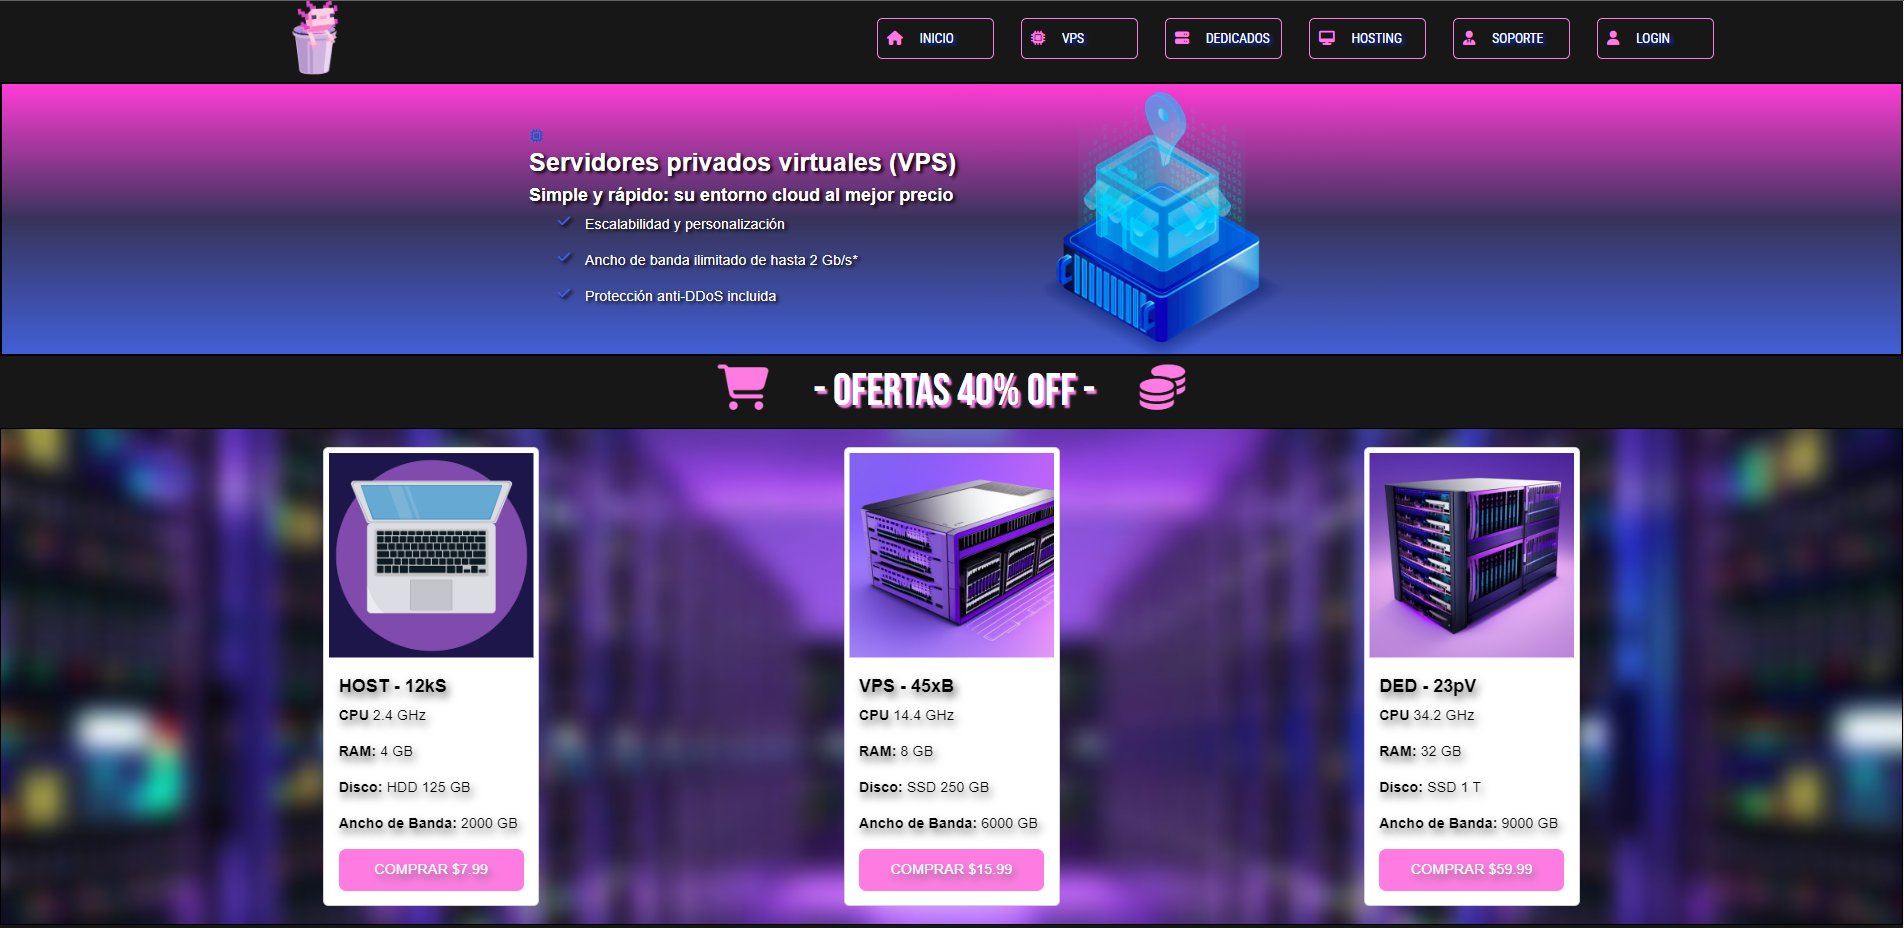 INICIO
VPS
DEDICADOS
HOSTING
SOPORTE
LOGIN
Servidores privados virtuales (VPS)
Simple y rápido: su entorno cloud al mejor precio
Escalabilidad y personalización
Ancho de banda ilimitado de hasta 2 Gb/s*
Protección anti-DDoS incluida
- OFERTAS 40% OFF -
HOST - 12kS
CPU 2.4 GHz
RAM: 4 GB
Disco: HDD 125 GB
Ancho de Banda: 2000 GB
COMPRAR $7.99
VPS - 45xB
CPU 14.4 GHz
RAM: 8 GB
Disco: SSD 250 GB
Ancho de Banda: 6000 GB
COMPRAR $15.99
DED - 23pV
CPU 34.2 GHz
RAM: 32 GB
Disco: SSD 1 T
Ancho de Banda: 9000 GB
COMPRAR $59.99